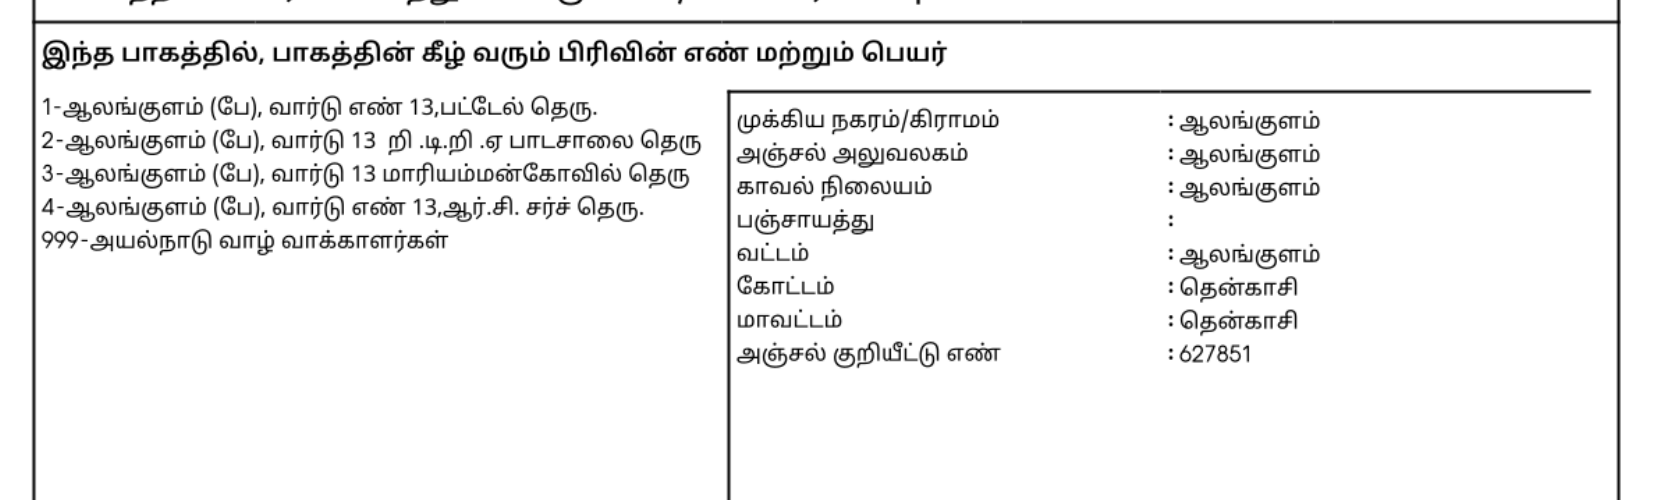 இந்த பாகத்தில், பாகத்தின் கீழ் வரும் பிரிவின் எண் மற்றும் பெயர்
1-ஆலங்குளம் (பே), வார்டு எண் 13,பட்டேல் தெரு.
2-ஆலங்குளம் (பே), வார்டு 13 றி .டி.றி .ஏ பாடசாலை தெரு
3-ஆலங்குளம் (பே), வார்டு 13 மாரியம்மன்கோவில் தெரு
4-ஆலங்குளம் (பே), வார்டு எண் 13,ஆர்.சி. சர்ச் தெரு.
999-அயல்நாடு வாழ் வாக்காளர்கள்
முக்கிய நகரம்/கிராமம் : ஆலங்குளம்
அஞ்சல் அலுவலகம் : ஆலங்குளம்
காவல் நிலையம் : ஆலங்குளம்
பஞ்சாயத்து :
வட்டம் : ஆலங்குளம்
கோட்டம் : தென்காசி
மாவட்டம் : தென்காசி
அஞ்சல் குறியீட்டு எண் : 627851